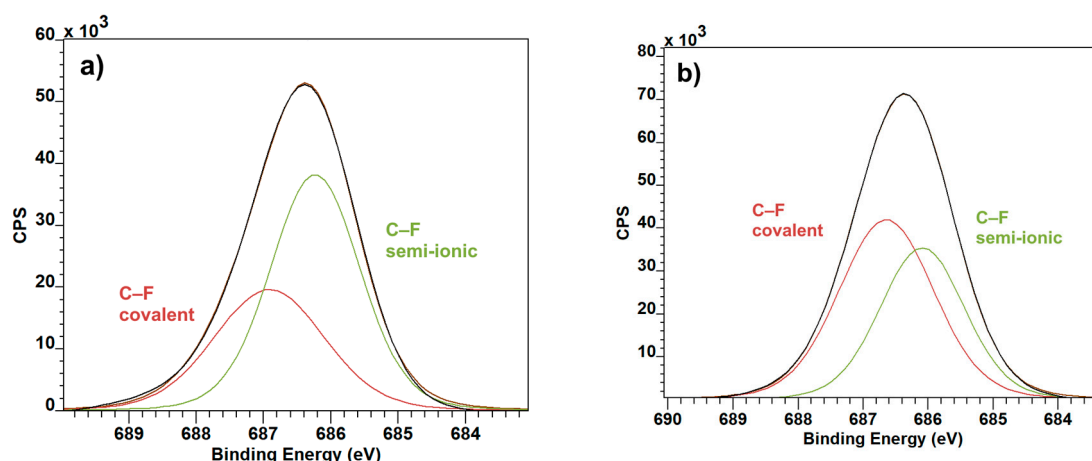 x 10³
60
a)
50
40
30
20
10
0
CPS
C–F
semi-ionic
C–F
covalent
689 688 687 686 685 684
Binding Energy (eV)
x 10³
80
b)
70
60
50
40
30
20
10
CPS
C–F
covalent
C–F
semi-ionic
690 689 688 687 686 685 684
Binding Energy (eV)